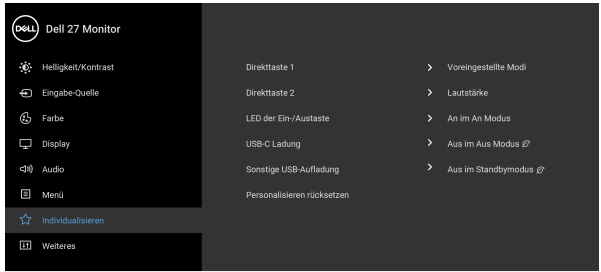 DELL Dell 27 Monitor
Helligkeit/Kontrast Direkttaste 1 Voreingestellte Modi
Eingabe-Quelle Direkttaste 2 Lautstärke
Farbe LED der Ein-/Austaste An im An Modus
Display USB-C Ladung Aus im Aus Modus
Audio Sonstige USB-Aufladung Aus im Standbymodus
Menü Personalisieren rücksetzen
Individualisieren
Weiteres